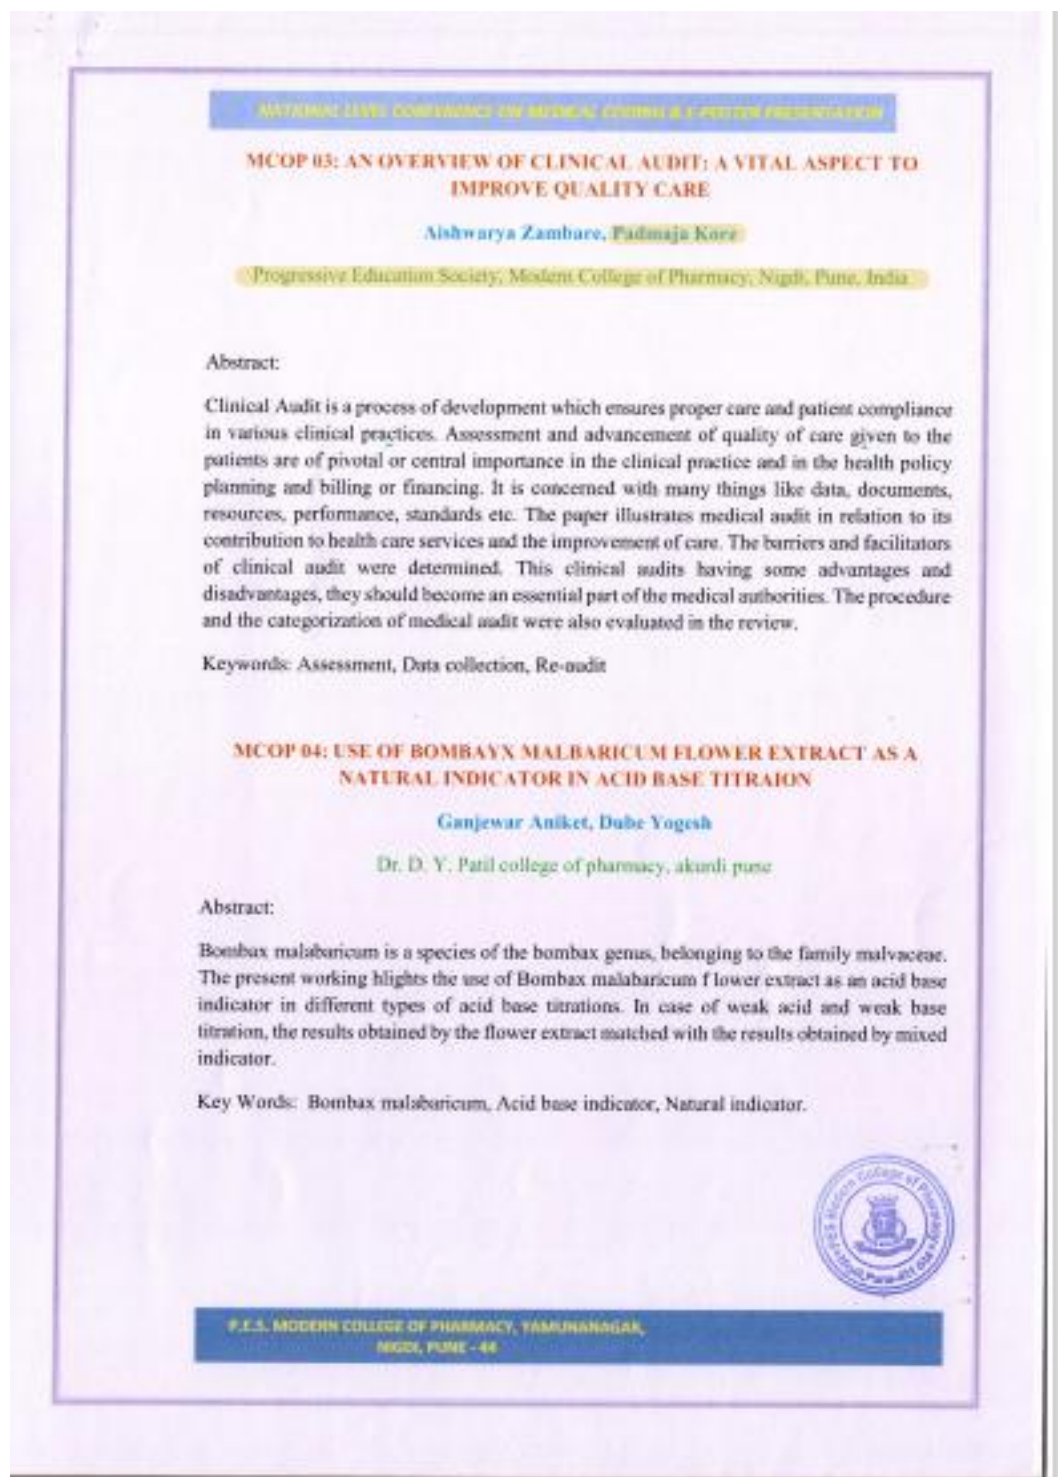 NATIONAL LEVEL CONFERENCE ON MEDICAL CODING & E-POSTER PRESENTATION
MCOP 03: AN OVERVIEW OF CLINICAL AUDIT: A VITAL ASPECT TO
IMPROVE QUALITY CARE
Aishwarya Zambare, Padmaja Kore
Progressive Education Society, Modern College of Pharmacy, Nigdi, Pune, India
Abstract:
Clinical Audit is a process of development which ensures proper care and patient compliance
in various clinical practices. Assessment and advancement of quality of care given to the
patients are of pivotal or central importance in the clinical practice and in the health policy
planning and billing or financing. It is concerned with many things like data, documents,
resources, performance, standards etc. The paper illustrates medical audit in relation to its
contribution to health care services and the improvement of care. The barriers and facilitators
of clinical audit were determined. This clinical audits having some advantages and
disadvantages, they should become an essential part of the medical authorities. The procedure
and the categorization of medical audit were also evaluated in the review.
Keywords: Assessment, Data collection, Re-audit
MCOP 04: USE OF BOMBAYX MALBARICUM FLOWER EXTRACT AS A
NATURAL INDICATOR IN ACID BASE TITRAION
Ganjewar Aniket, Dube Yogesh
Dr. D. Y. Patil college of pharmacy, akurdi pune
Abstract:
Bombax malabaricum is a species of the bombax genus, belonging to the family malvaceae.
The present working hlights the use of Bombax malabaricum f lower extract as an acid base
indicator in different types of acid base titrations. In case of weak acid and weak base
titration, the results obtained by the flower extract matched with the results obtained by mixed
indicator.
Key Words: Bombax malabaricum, Acid base indicator, Natural indicator.
Modern College of Pharmacy
P.E.S. MODERN COLLEGE OF PHARMACY, YAMUNANAGAR,
NIGDI, PUNE - 44